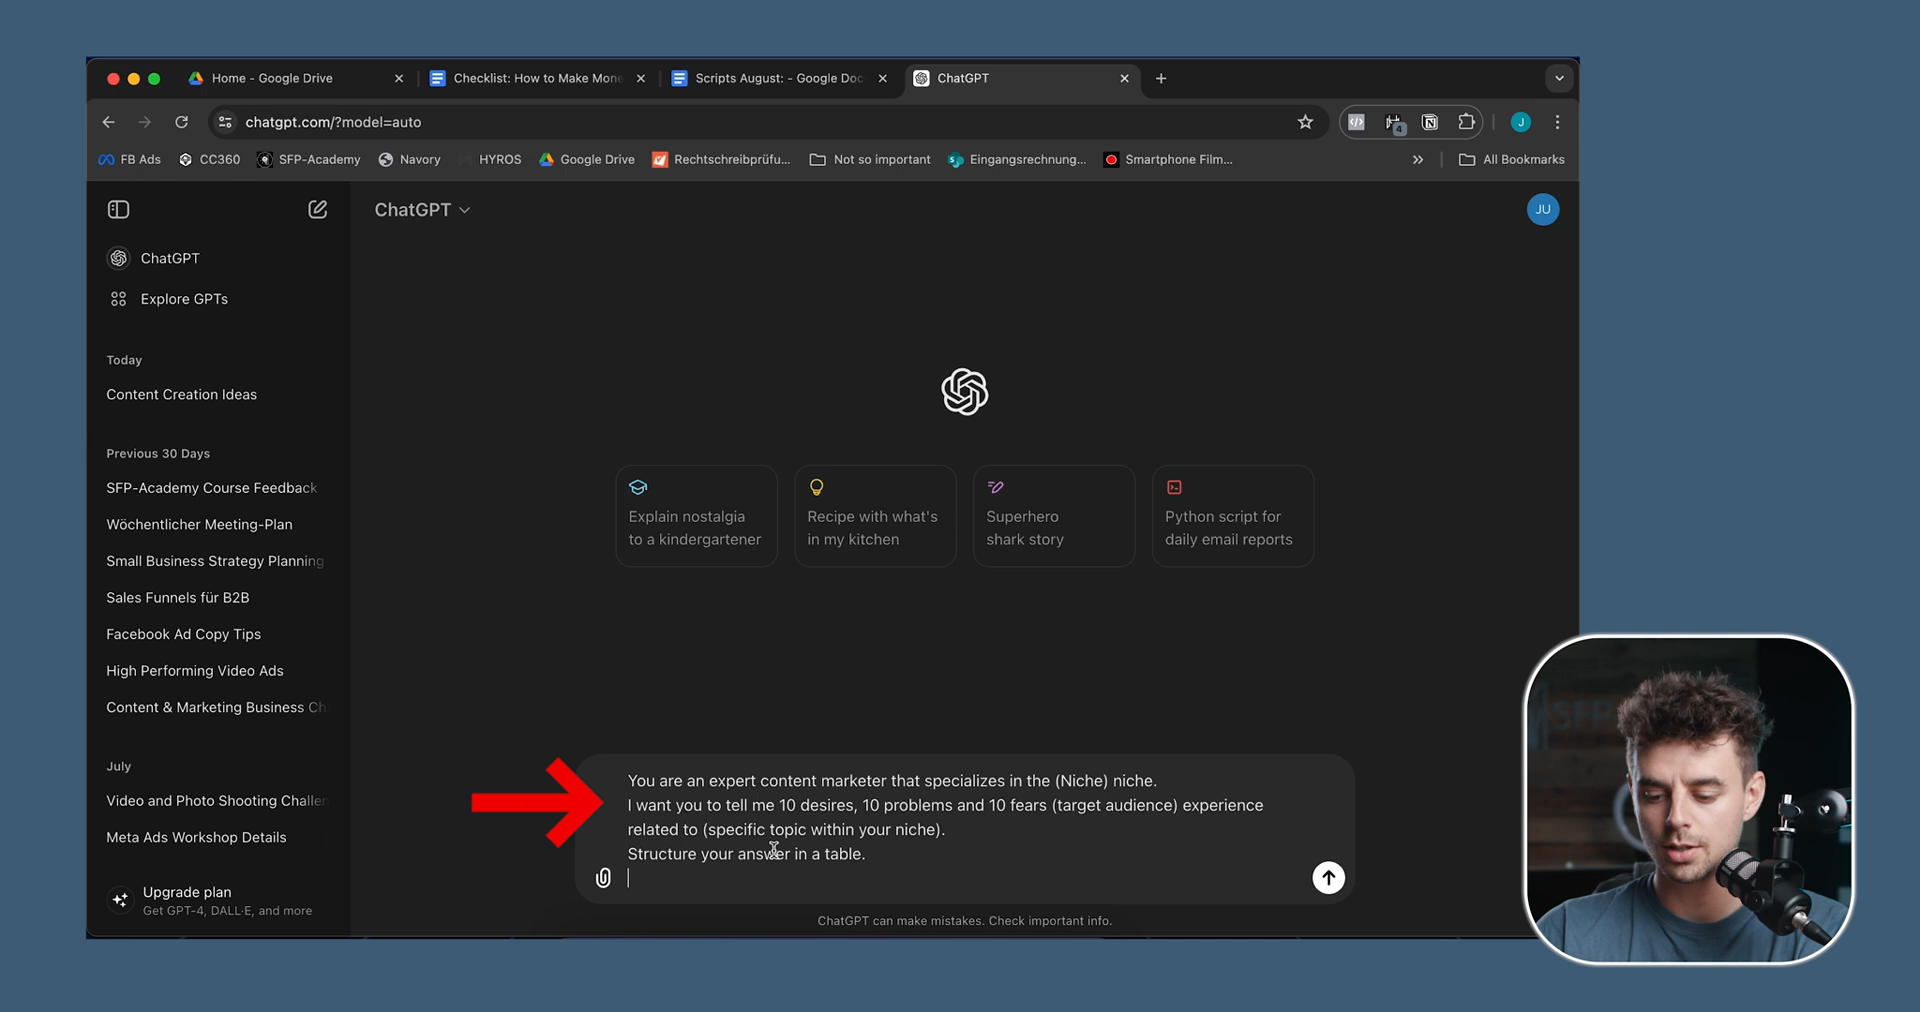 Home - Google Drive
Checklist: How to Make Mone
Scripts August: - Google Doc
ChatGPT
chatgpt.com/?model=auto
4
J
FB Ads
CC360
SFP-Academy
Navory
HYROS
Google Drive
Rechtschreibprüfu...
Not so important
Eingangsrechnung...
Smartphone Film...
All Bookmarks
ChatGPT
JU
ChatGPT
Explore GPTs
Today
Content Creation Ideas
Previous 30 Days
SFP-Academy Course Feedback
Wöchentlicher Meeting-Plan
Small Business Strategy Planning
Sales Funnels für B2B
Facebook Ad Copy Tips
High Performing Video Ads
Content & Marketing Business Ch
July
Video and Photo Shooting Challen
Meta Ads Workshop Details
Upgrade plan
Get GPT-4, DALL·E, and more
Explain nostalgia
to a kindergartener
Recipe with what's
in my kitchen
Superhero
shark story
Python script for
daily email reports
You are an expert content marketer that specializes in the (Niche) niche.
I want you to tell me 10 desires, 10 problems and 10 fears (target audience) experience
related to (specific topic within your niche).
Structure your answer in a table.
ChatGPT can make mistakes. Check important info.